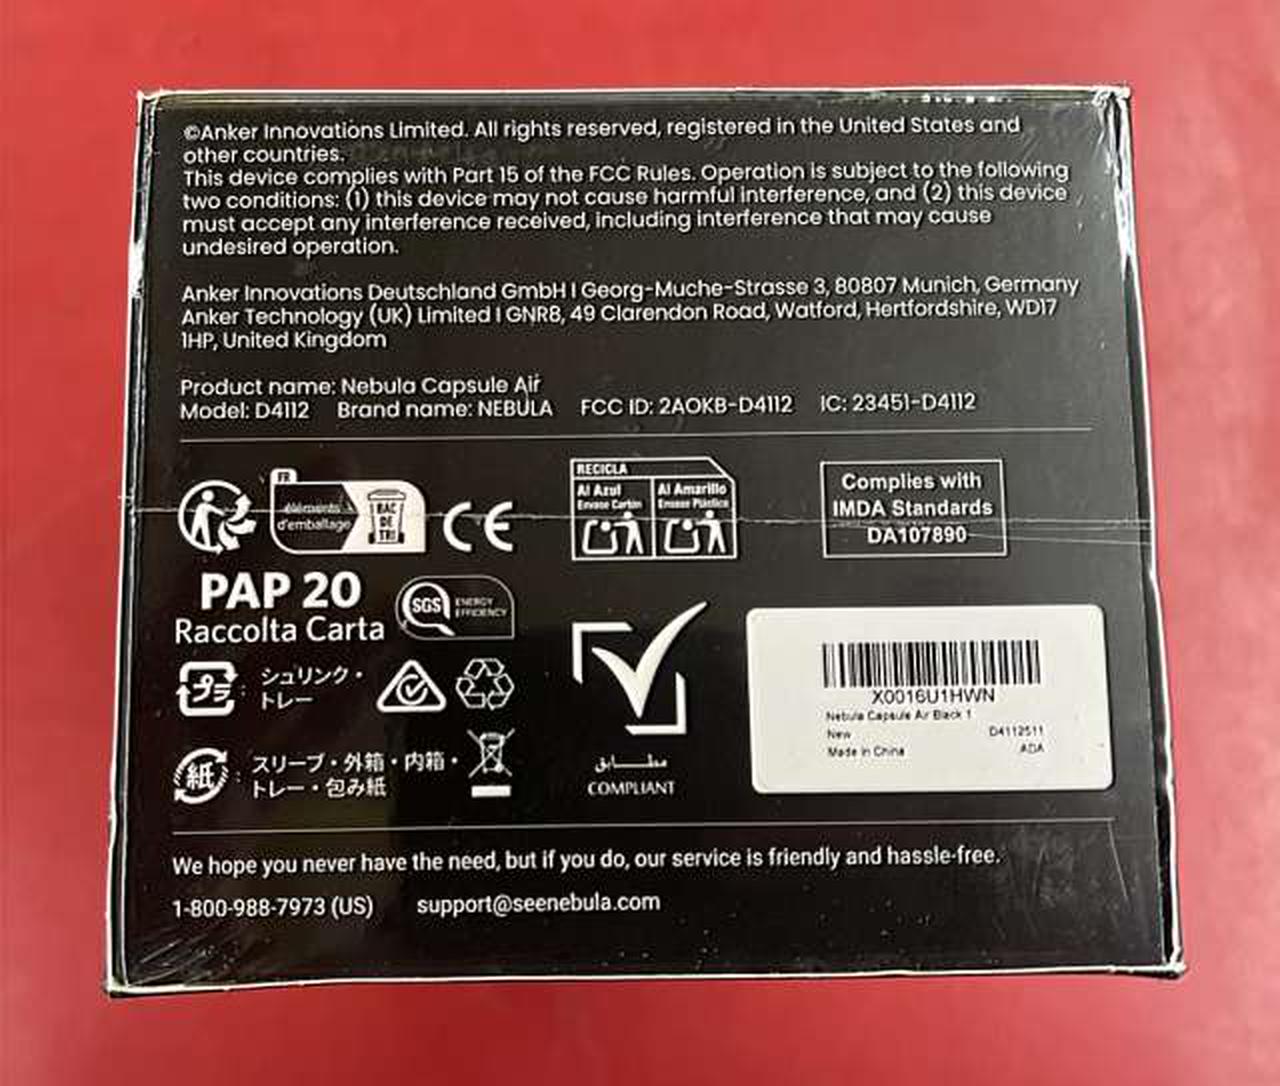 ©Anker Innovations Limited. All rights reserved, registered in the United States and
other countries.
This device complies with Part 15 of the FCC Rules. Operation is subject to the following
two conditions: (1) this device may not cause harmful interference, and (2) this device
must accept any interference received, including interference that may cause
undesired operation.
Anker Innovations Deutschland GmbH I Georg-Muche-Strasse 3, 80807 Munich, Germany
Anker Technology (UK) Limited I GNR8, 49 Clarendon Road, Watford, Hertfordshire, WD17
1HP, United Kingdom
Product name: Nebula Capsule Air
Model: D4112 Brand name: NEBULA FCC ID: 2AOKB-D4112 IC: 23451-D4112
FR
éléments
d'emballage
BAC
DE
TRI
CE
RECICLA
Al Azul
Envase Cartón
Al Amarillo
Envase Plástico
Complies with
IMDA Standards
DA107890
PAP 20
Raccolta Carta
SGS
ENERGY
EFFICIENCY
プラ : シュリンク・
トレー
紙 : スリーブ・外箱・内箱・
トレー・包み紙
مطابق
COMPLIANT
X0016U1HWN
Nebula Capsule Air Black 1
New D4112511
Made in China ADA
We hope you never have the need, but if you do, our service is friendly and hassle-free.
1-800-988-7973 (US) support@seenebula.com